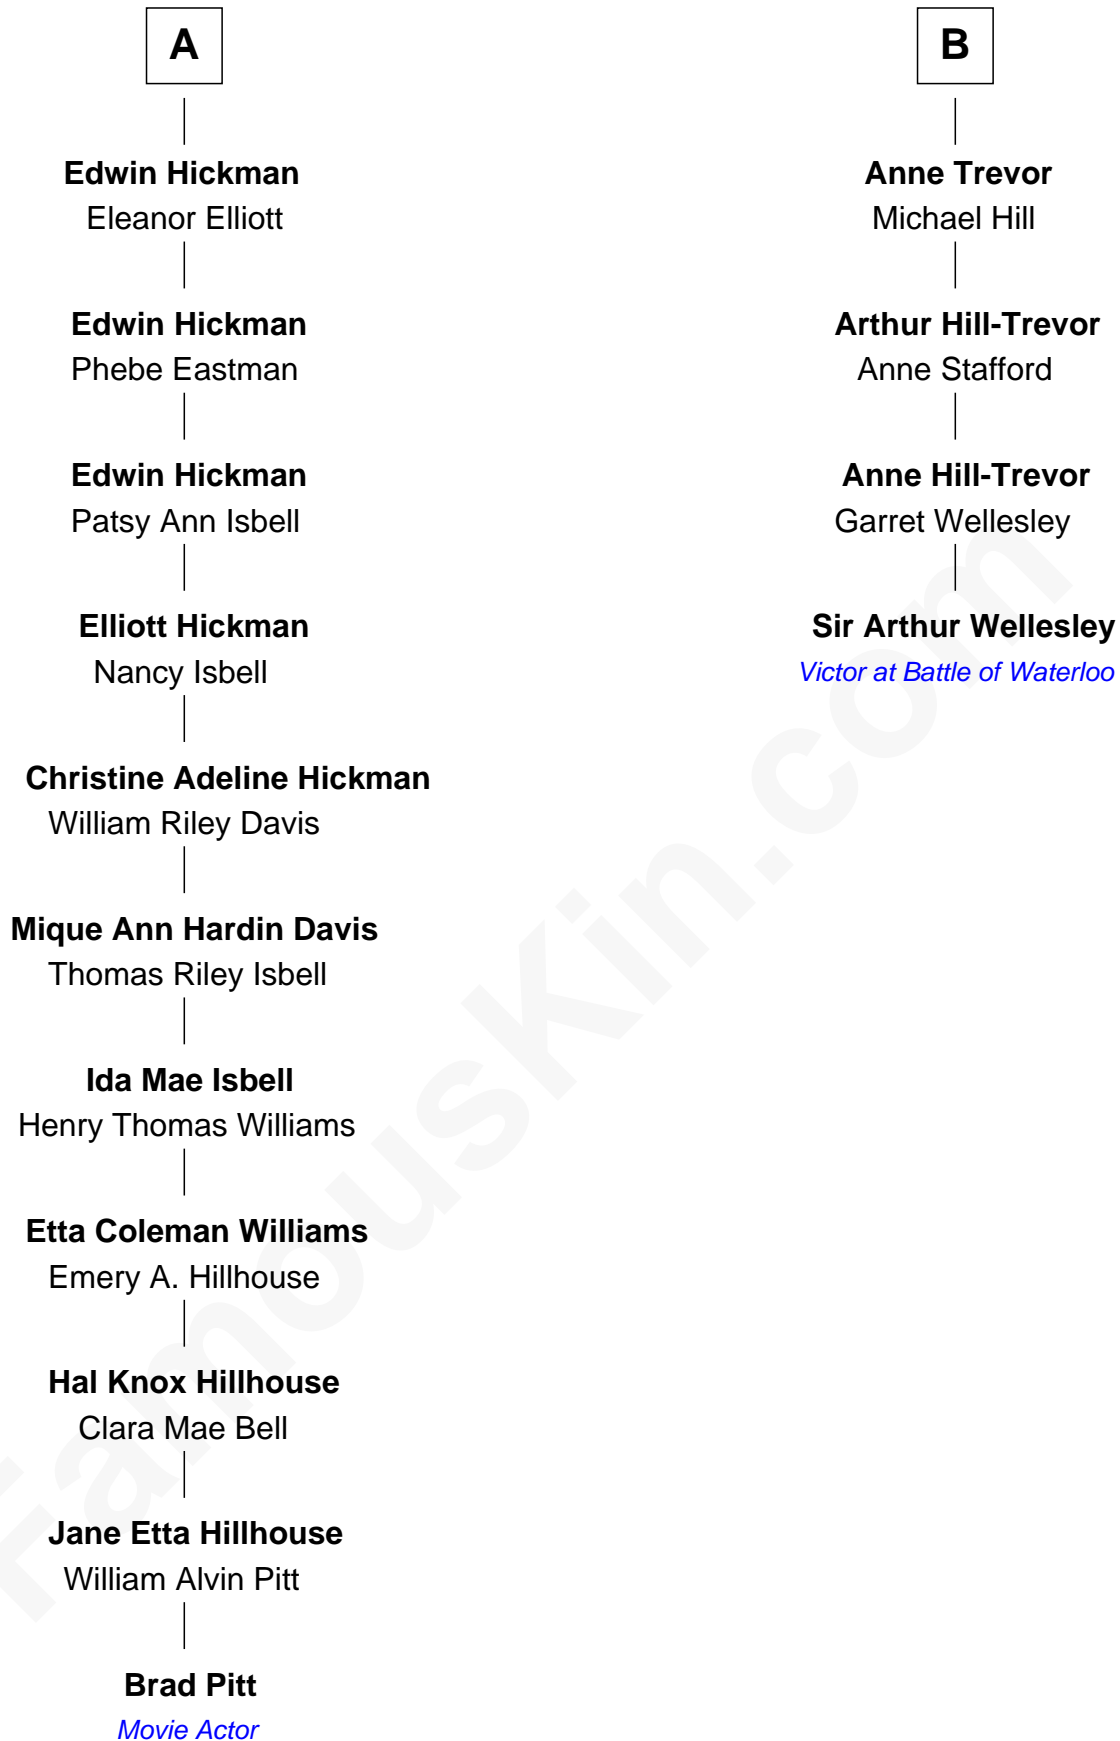 A
Edwin Hickman
Eleanor Elliott
Edwin Hickman
Phebe Eastman
Edwin Hickman
Patsy Ann Isbell
Elliott Hickman
Nancy Isbell
Christine Adeline Hickman
William Riley Davis
Mique Ann Hardin Davis
Thomas Riley Isbell
Ida Mae Isbell
Henry Thomas Williams
Etta Coleman Williams
Emery A. Hillhouse
Hal Knox Hillhouse
Clara Mae Bell
Jane Etta Hillhouse
William Alvin Pitt
Brad Pitt
Movie Actor
B
Anne Trevor
Michael Hill
Arthur Hill-Trevor
Anne Stafford
Anne Hill-Trevor
Garret Wellesley
Sir Arthur Wellesley
Victor at Battle of Waterloo
FamousKin.com